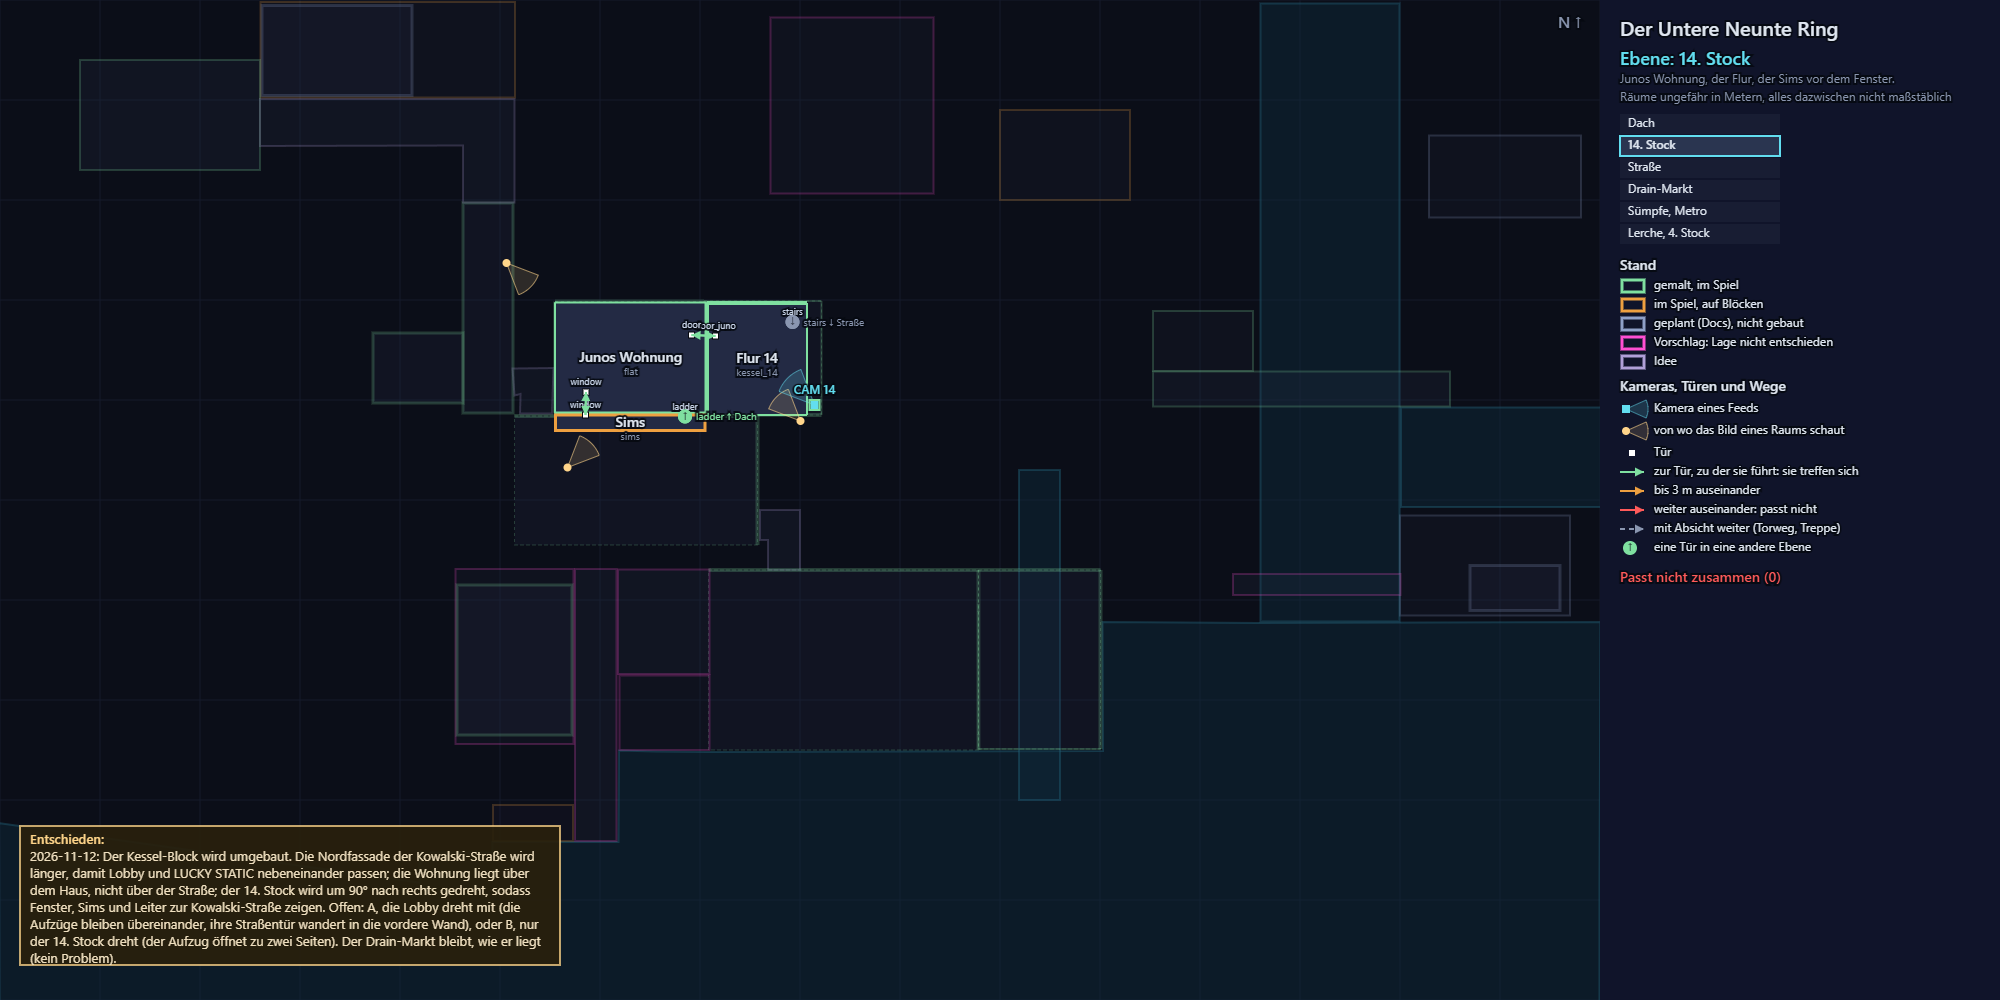 N ↑
Der Untere Neunte Ring
Ebene: 14. Stock
Junos Wohnung, der Flur, der Sims vor dem Fenster.
Räume ungefähr in Metern, alles dazwischen nicht maßstäblich
Dach
14. Stock
Straße
Drain-Markt
Sümpfe, Metro
Lerche, 4. Stock
Stand
gemalt, im Spiel
im Spiel, auf Blöcken
geplant (Docs), nicht gebaut
Vorschlag: Lage nicht entschieden
Idee
Kameras, Türen und Wege
Kamera eines Feeds
von wo das Bild eines Raums schaut
Tür
zur Tür, zu der sie führt: sie treffen sich
bis 3 m auseinander
weiter auseinander: passt nicht
mit Absicht weiter (Torweg, Treppe)
eine Tür in eine andere Ebene
Passt nicht zusammen (0)
stairs
stairs ↓ Straße
door
oor_juno
Junos Wohnung
flat
Flur 14
kessel_14
window
window
CAM 14
ladder
ladder ↑ Dach
Sims
sims
Entschieden:
2026-11-12: Der Kessel-Block wird umgebaut. Die Nordfassade der Kowalski-Straße wird
länger, damit Lobby und LUCKY STATIC nebeneinander passen; die Wohnung liegt über
dem Haus, nicht über der Straße; der 14. Stock wird um 90° nach rechts gedreht, sodass
Fenster, Sims und Leiter zur Kowalski-Straße zeigen. Offen: A, die Lobby dreht mit (die
Aufzüge bleiben übereinander, ihre Straßentür wandert in die vordere Wand), oder B, nur
der 14. Stock dreht (der Aufzug öffnet zu zwei Seiten). Der Drain-Markt bleibt, wie er liegt
(kein Problem).